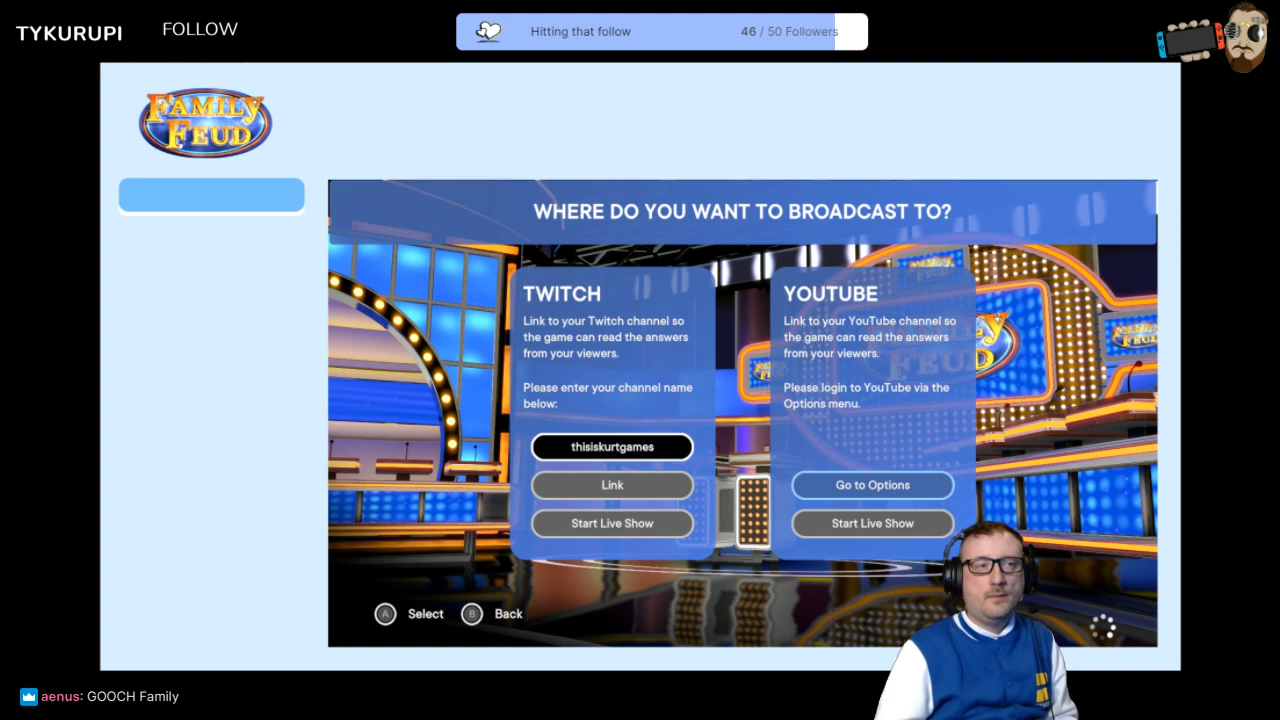 TYKURUPI
FOLLOW
Hitting that follow
46 / 50 Followers
FAMILY
FEUD
WHERE DO YOU WANT TO BROADCAST TO?
TWITCH
Link to your Twitch channel so
the game can read the answers
from your viewers.
Please enter your channel name
below:
thisiskurtgames
Link
Start Live Show
YOUTUBE
Link to your YouTube channel so
the game can read the answers
from your viewers.
Please login to YouTube via the
Options menu.
Go to Options
Start Live Show
FAMILY
FEUD
A Select B Back
aenus: GOOCH Family